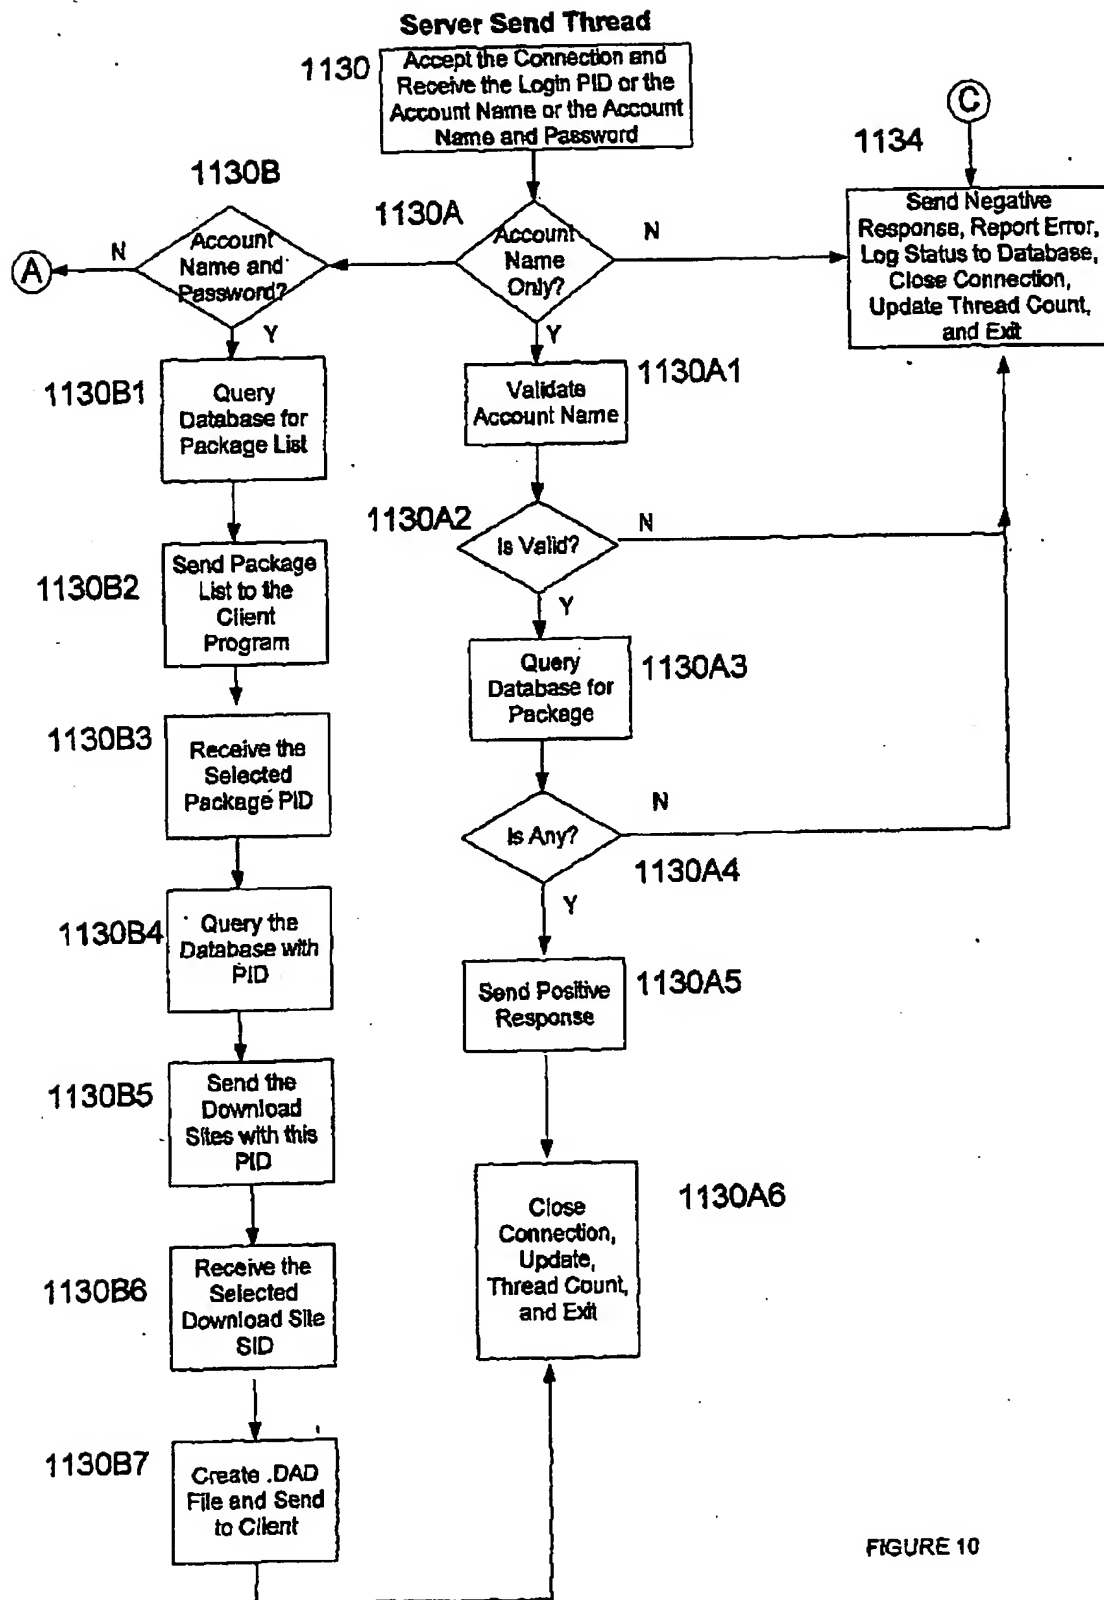 Server Send Thread
1130
Accept the Connection and
Receive the Login PID or the
Account Name or the Account
Name and Password
C
1134
Send Negative
Response, Report Error,
Log Status to Database,
Close Connection,
Update Thread Count,
and Exit
1130B
1130A
Account
Name
Only?
N
Y
Account
Name and
Password?
N
A
Y
1130B1
Query
Database for
Package List
1130A1
Validate
Account Name
1130A2
Is Valid?
N
Y
1130B2
Send Package
List to the
Client
Program
1130A3
Query
Database for
Package
1130B3
Receive the
Selected
Package PID
Is Any?
N
1130A4
Y
1130B4
Query the
Database with
PID
1130A5
Send Positive
Response
1130B5
Send the
Download
Sites with this
PID
1130A6
Close
Connection,
Update,
Thread Count,
and Exit
1130B6
Receive the
Selected
Download Site
SID
1130B7
Create .DAD
File and Send
to Client
FIGURE 10